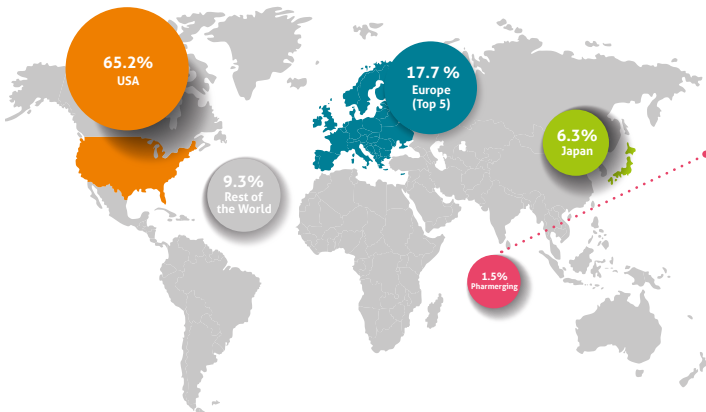 65.2%
USA
17.7 %
Europe
(Top 5)
6.3%
Japan
9.3%
Rest of
the World
1.5%
Pharmerging